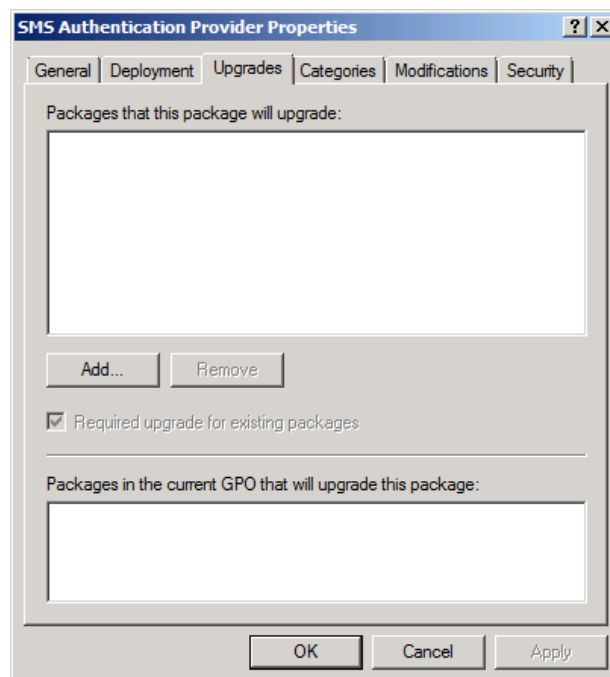 SMS Authentication Provider Properties
General Deployment Upgrades Categories Modifications Security
Packages that this package will upgrade:
Add... Remove
Required upgrade for existing packages
Packages in the current GPO that will upgrade this package:
OK Cancel Apply